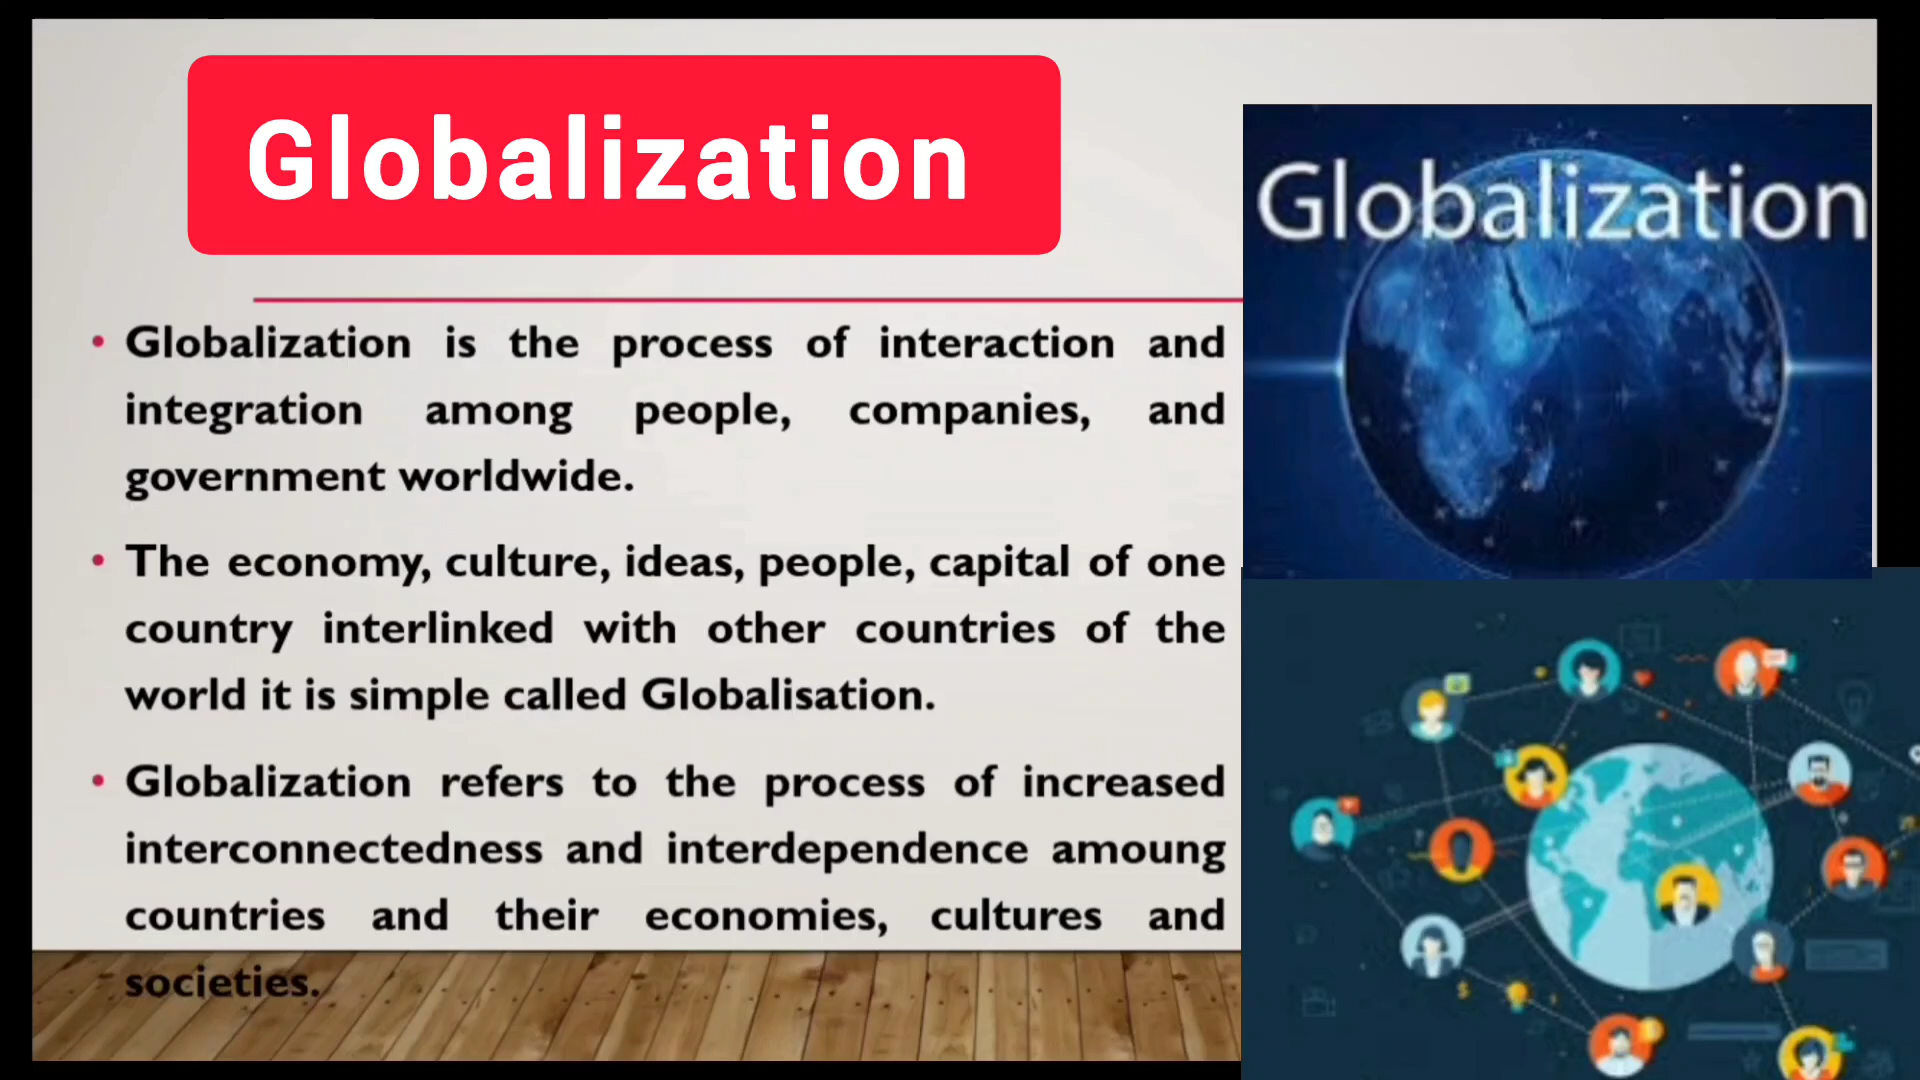 Globalization
Globalization
• Globalization is the process of interaction and
integration among people, companies, and
government worldwide.
• The economy, culture, ideas, people, capital of one
country interlinked with other countries of the
world it is simple called Globalisation.
• Globalization refers to the process of increased
interconnectedness and interdependence amoung
countries and their economies, cultures and
societies.